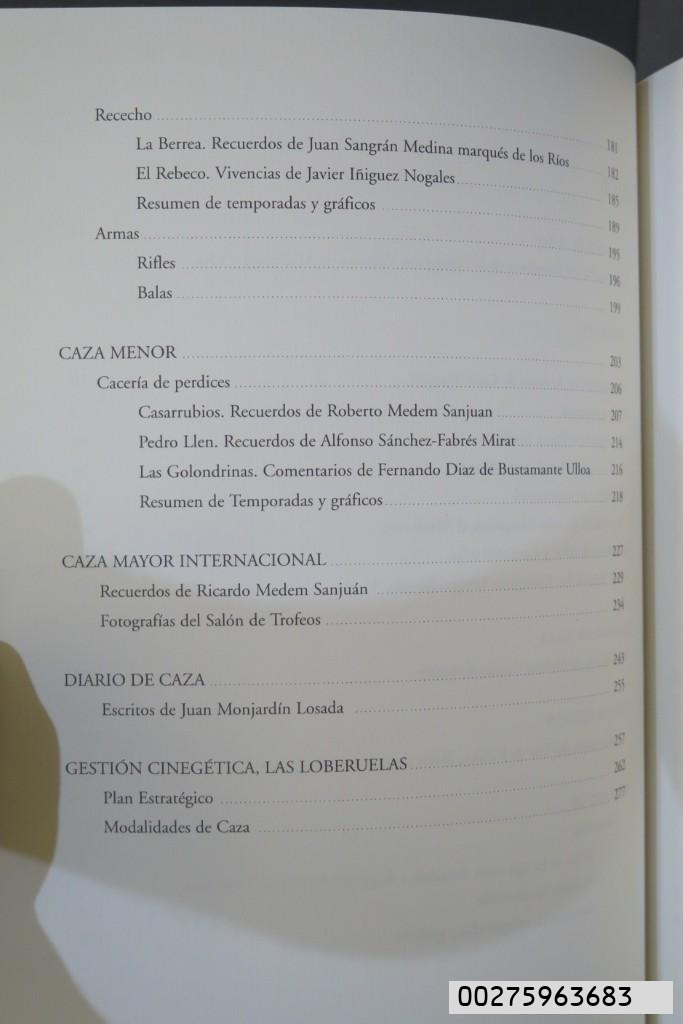 Rececho ........ 181
La Berrea. Recuerdos de Juan Sangrán Medina marqués de los Ríos 182
El Rebeco. Vivencias de Javier Iñiguez Nogales ........ 185
Resumen de temporadas y gráficos ........ 189
Armas ........ 195
Rifles ........ 196
Balas ........ 199
CAZA MENOR ........ 203
Cacería de perdices ........ 206
Casarrubios. Recuerdos de Roberto Medem Sanjuan ........ 207
Pedro Llen. Recuerdos de Alfonso Sánchez-Fabrés Mirat ........ 214
Las Golondrinas. Comentarios de Fernando Diaz de Bustamante Ulloa 216
Resumen de Temporadas y gráficos ........ 218
CAZA MAYOR INTERNACIONAL ........ 227
Recuerdos de Ricardo Medem Sanjuán ........ 229
Fotografías del Salón de Trofeos ........ 234
DIARIO DE CAZA ........ 243
Escritos de Juan Monjardín Losada ........ 255
GESTIÓN CINEGÉTICA, LAS LOBERUELAS ........ 257
Plan Estratégico ........ 262
Modalidades de Caza ........ 277
00275963683